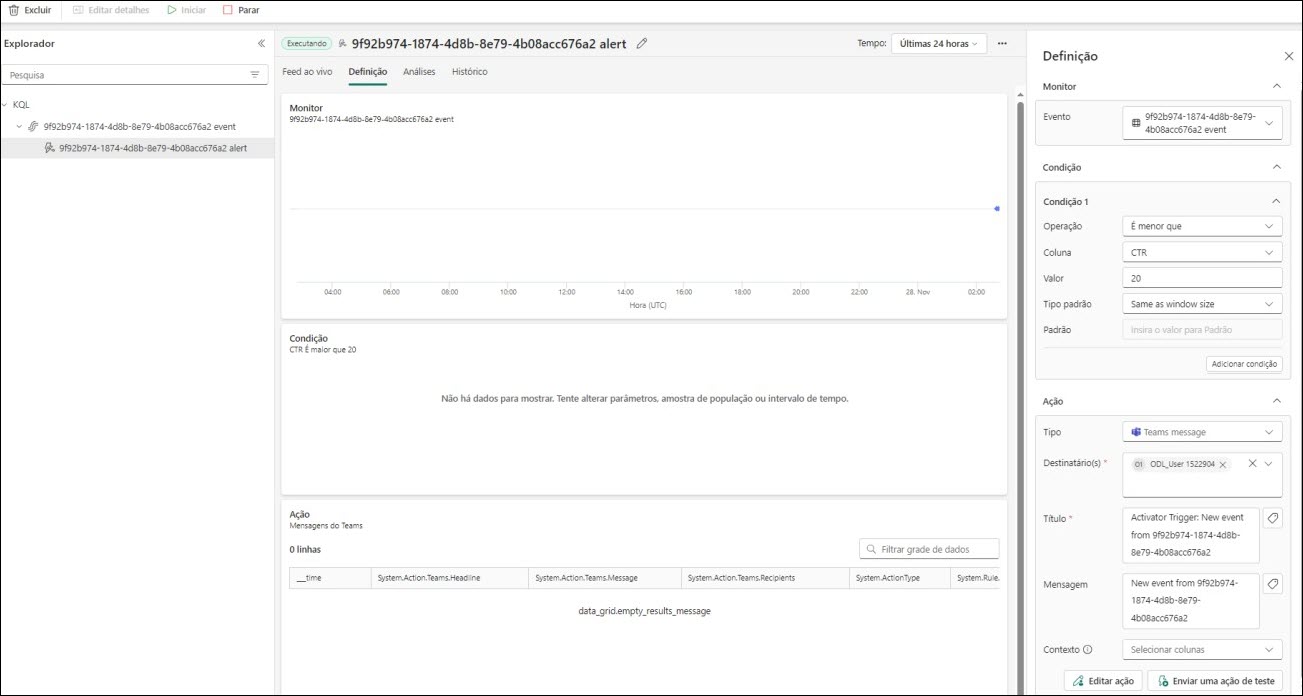 Excluir
Editar detalhes
Iniciar
Parar
Explorador
Pesquisa
KQL
9f92b974-1874-4d8b-8e79-4b08acc676a2 event
9f92b974-1874-4d8b-8e79-4b08acc676a2 alert
Executando
9f92b974-1874-4d8b-8e79-4b08acc676a2 alert
Tempo:
Últimas 24 horas
Feed ao vivo
Definição
Análises
Histórico
Monitor
9f92b974-1874-4d8b-8e79-4b08acc676a2 event
04:00 06:00 08:00 10:00 12:00 14:00 16:00 18:00 20:00 22:00 28. Nov 02:00
Hora (UTC)
Condição
CTR É maior que 20
Não há dados para mostrar. Tente alterar parâmetros, amostra de população ou intervalo de tempo.
Ação
Mensagens do Teams
0 linhas
Filtrar grade de dados
__time System.Action.Teams.Headline System.Action.Teams.Message System.Action.Teams.Recipients System.ActionType System.Rule.
data_grid.empty_results_message
Definição
Monitor
Evento
9f92b974-1874-4d8b-8e79-
4b08acc676a2 event
Condição
Condição 1
Operação
É menor que
Coluna
CTR
Valor
20
Tipo padrão
Same as window size
Padrão
Insira o valor para Padrão
Adicionar condição
Ação
Tipo
Teams message
Destinatário(s) *
O1 ODL_User 1522904
Título *
Activator Trigger: New event
from 9f92b974-1874-4d8b-
8e79-4b08acc676a2
Mensagem
New event from 9f92b974-
1874-4d8b-8e79-
4b08acc676a2
Contexto
Selecionar colunas
Editar ação
Enviar uma ação de teste